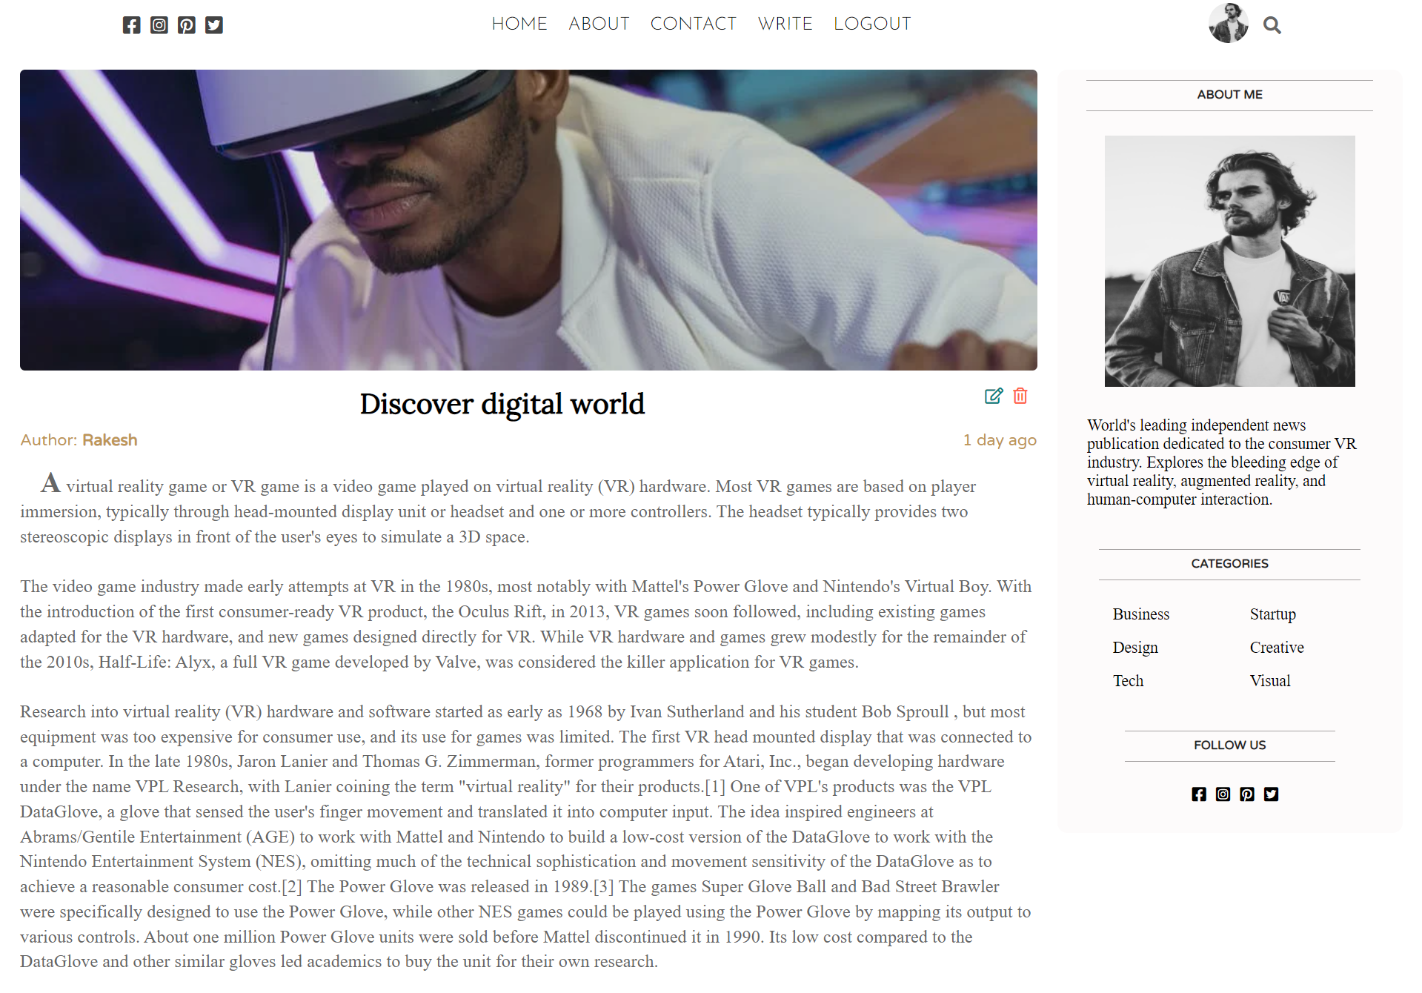 HOME ABOUT CONTACT WRITE LOGOUT
Discover digital world
Author: Rakesh
1 day ago
A virtual reality game or VR game is a video game played on virtual reality (VR) hardware. Most VR games are based on player
immersion, typically through head-mounted display unit or headset and one or more controllers. The headset typically provides two
stereoscopic displays in front of the user's eyes to simulate a 3D space.
The video game industry made early attempts at VR in the 1980s, most notably with Mattel's Power Glove and Nintendo's Virtual Boy. With
the introduction of the first consumer-ready VR product, the Oculus Rift, in 2013, VR games soon followed, including existing games
adapted for the VR hardware, and new games designed directly for VR. While VR hardware and games grew modestly for the remainder of
the 2010s, Half-Life: Alyx, a full VR game developed by Valve, was considered the killer application for VR games.
Research into virtual reality (VR) hardware and software started as early as 1968 by Ivan Sutherland and his student Bob Sproull , but most
equipment was too expensive for consumer use, and its use for games was limited. The first VR head mounted display that was connected to
a computer. In the late 1980s, Jaron Lanier and Thomas G. Zimmerman, former programmers for Atari, Inc., began developing hardware
under the name VPL Research, with Lanier coining the term "virtual reality" for their products.[1] One of VPL's products was the VPL
DataGlove, a glove that sensed the user's finger movement and translated it into computer input. The idea inspired engineers at
Abrams/Gentile Entertainment (AGE) to work with Mattel and Nintendo to build a low-cost version of the DataGlove to work with the
Nintendo Entertainment System (NES), omitting much of the technical sophistication and movement sensitivity of the DataGlove as to
achieve a reasonable consumer cost.[2] The Power Glove was released in 1989.[3] The games Super Glove Ball and Bad Street Brawler
were specifically designed to use the Power Glove, while other NES games could be played using the Power Glove by mapping its output to
various controls. About one million Power Glove units were sold before Mattel discontinued it in 1990. Its low cost compared to the
DataGlove and other similar gloves led academics to buy the unit for their own research.
ABOUT ME
World's leading independent news
publication dedicated to the consumer VR
industry. Explores the bleeding edge of
virtual reality, augmented reality, and
human-computer interaction.
CATEGORIES
Business Startup
Design Creative
Tech Visual
FOLLOW US